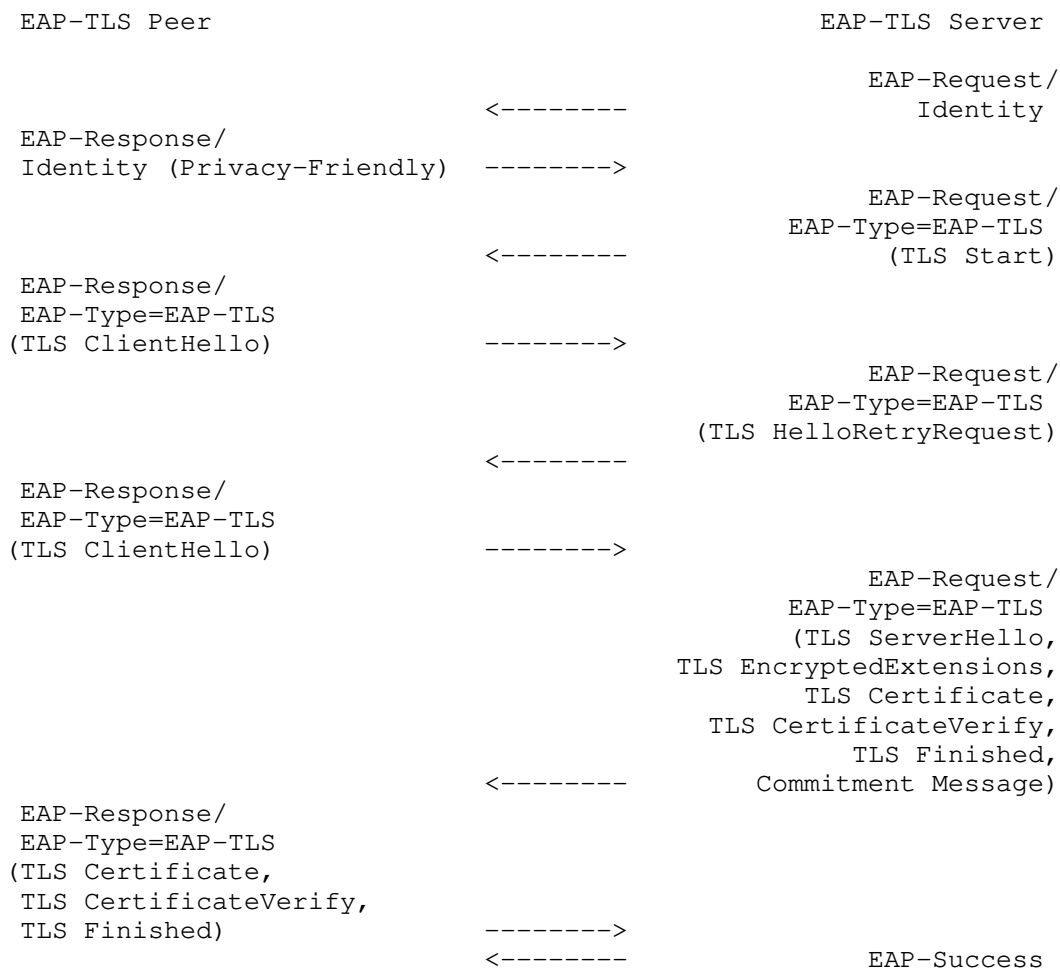 EAP-TLS Peer                                      EAP-TLS Server
EAP-Request/
<--------                    Identity
EAP-Response/
Identity (Privacy-Friendly)  -------->
EAP-Request/
EAP-Type=EAP-TLS
<--------                 (TLS Start)
EAP-Response/
EAP-Type=EAP-TLS
(TLS ClientHello)             -------->
EAP-Request/
EAP-Type=EAP-TLS
(TLS HelloRetryRequest)
<--------
EAP-Response/
EAP-Type=EAP-TLS
(TLS ClientHello)             -------->
EAP-Request/
EAP-Type=EAP-TLS
(TLS ServerHello,
TLS EncryptedExtensions,
TLS Certificate,
TLS CertificateVerify,
TLS Finished,
<--------        Commitment Message)
EAP-Response/
EAP-Type=EAP-TLS
(TLS Certificate,
TLS CertificateVerify,
TLS Finished)                -------->
<--------                EAP-Success